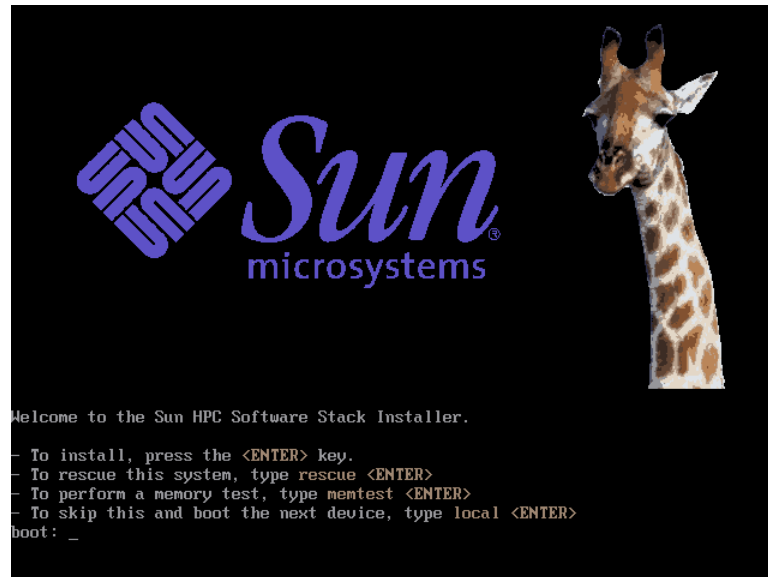 Sun®
microsystems
Welcome to the Sun HPC Software Stack Installer.
- To install, press the <ENTER> key.
- To rescue this system, type rescue <ENTER>
- To perform a memory test, type memtest <ENTER>
- To skip this and boot the next device, type local <ENTER>
boot: _